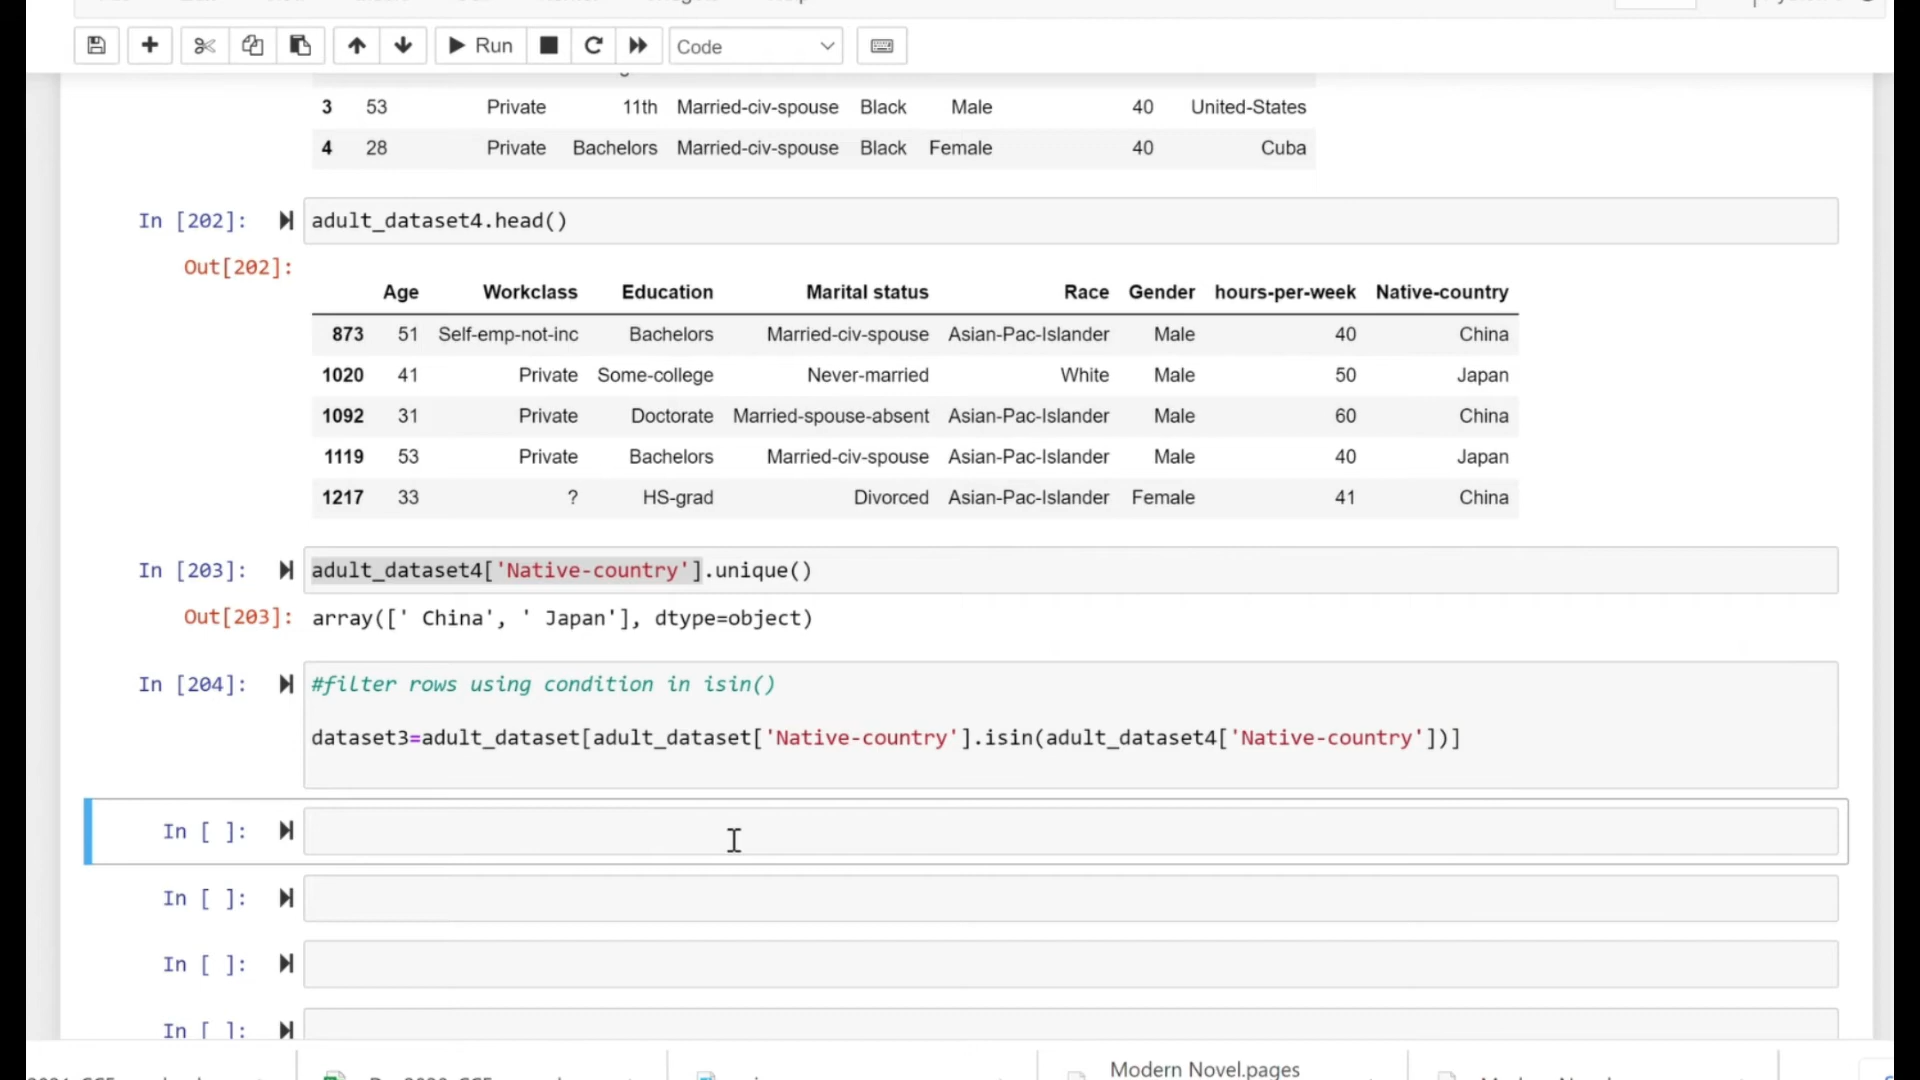 Run Code
3 53 Private 11th Married-civ-spouse Black Male 40 United-States
4 28 Private Bachelors Married-civ-spouse Black Female 40 Cuba
In [202]: adult_dataset4.head()
Out[202]:
Age Workclass Education Marital status Race Gender hours-per-week Native-country
873 51 Self-emp-not-inc Bachelors Married-civ-spouse Asian-Pac-Islander Male 40 China
1020 41 Private Some-college Never-married White Male 50 Japan
1092 31 Private Doctorate Married-spouse-absent Asian-Pac-Islander Male 60 China
1119 53 Private Bachelors Married-civ-spouse Asian-Pac-Islander Male 40 Japan
1217 33 ? HS-grad Divorced Asian-Pac-Islander Female 41 China
In [203]: adult_dataset4['Native-country'].unique()
Out[203]: array([' China', ' Japan'], dtype=object)
In [204]: #filter rows using condition in isin()
dataset3=adult_dataset[adult_dataset['Native-country'].isin(adult_dataset4['Native-country'])]
In [ ]:
In [ ]:
In [ ]:
In [ ]:
Modern Novel.pages